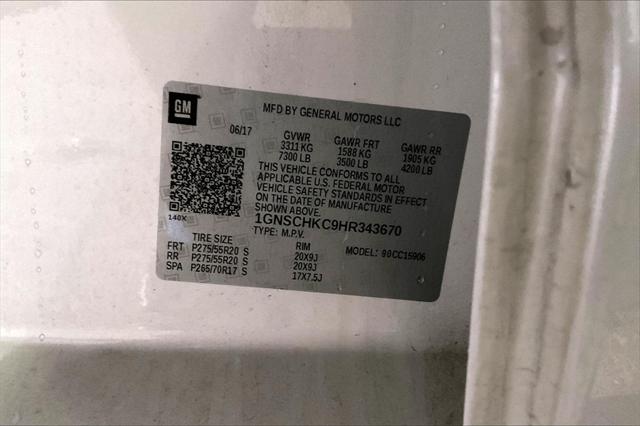 GM
MFD BY GENERAL MOTORS LLC
06/17
GVWR GAWR FRT GAWR RR
3311 KG 1588 KG 1905 KG
7300 LB 3500 LB 4200 LB
THIS VEHICLE CONFORMS TO ALL
APPLICABLE U.S. FEDERAL MOTOR
VEHICLE SAFETY STANDARDS IN EFFECT
ON THE DATE OF MANUFACTURE
SHOWN ABOVE.
140X
1GNSCHKC9HR343670
TYPE: M.P.V. MODEL: 90CC15906
TIRE SIZE RIM
FRT P275/55R20 S 20X9J
RR P275/55R20 S 20X9J
SPA P265/70R17 S 17X7.5J